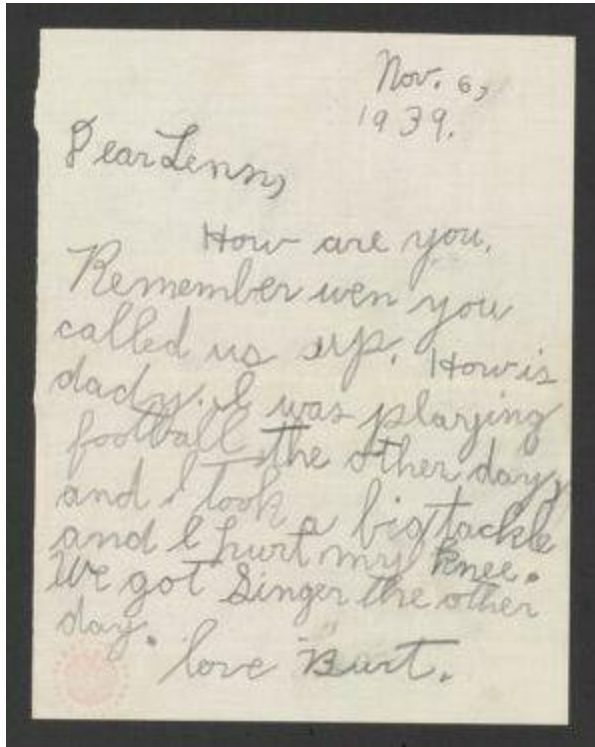 Nov. 6,
1939.
Dear Lenny,
How are you.
Remember wen you
called us up. How is
dady. I was playing
football the other day,
and I took a big tackle
and I hurt my knee.
We got Singer the other
day.
love Burt.